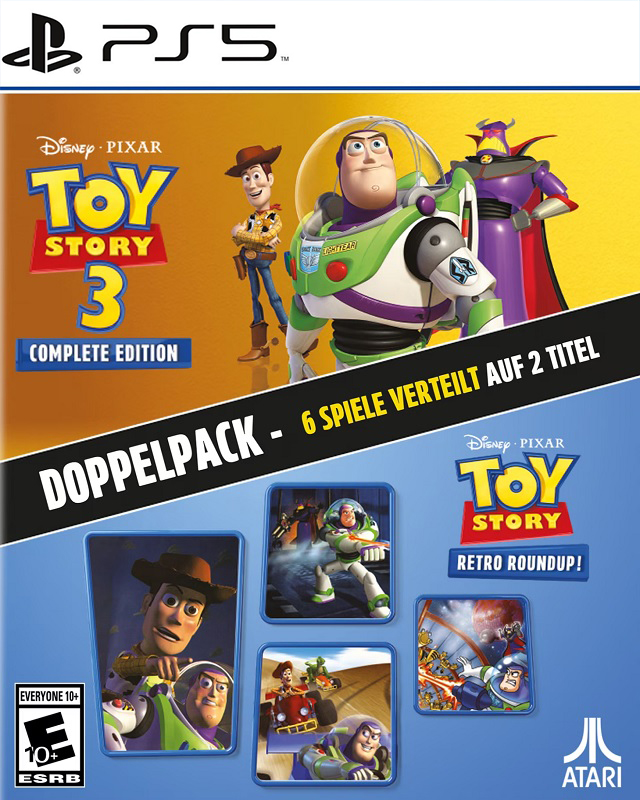 PS5
Disney · PIXAR
TOY
STORY
3
COMPLETE EDITION
DOPPELPACK - 6 SPIELE VERTEILT AUF 2 TITEL
Disney · PIXAR
TOY
STORY
RETRO ROUNDUP!
LIGHTYEAR
EVERYONE 10+
E
10+
ESRB
ATARI